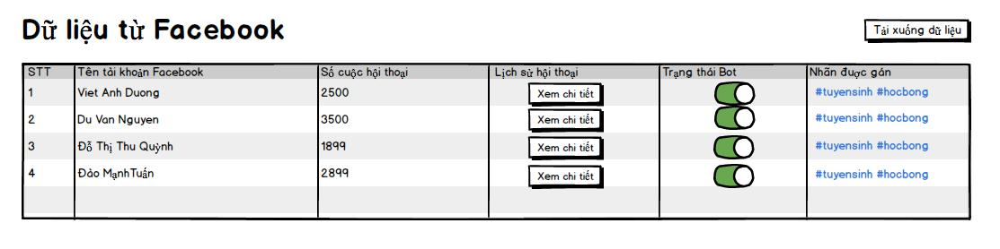 Dữ liệu từ Facebook
Tải xuống dữ liệu
STT Tên tài khoản Facebook Số cuộc hội thoại Lịch sử hội thoại Trạng thái Bot Nhãn được gán
1 Viet Anh Duong 2500 Xem chi tiết #tuyensinh #hocbong
2 Du Van Nguyen 3500 Xem chi tiết #tuyensinh #hocbong
3 Đỗ Thị Thu Quỳnh 1899 Xem chi tiết #tuyensinh #hocbong
4 Đào MạnhTuấn 2899 Xem chi tiết #tuyensinh #hocbong